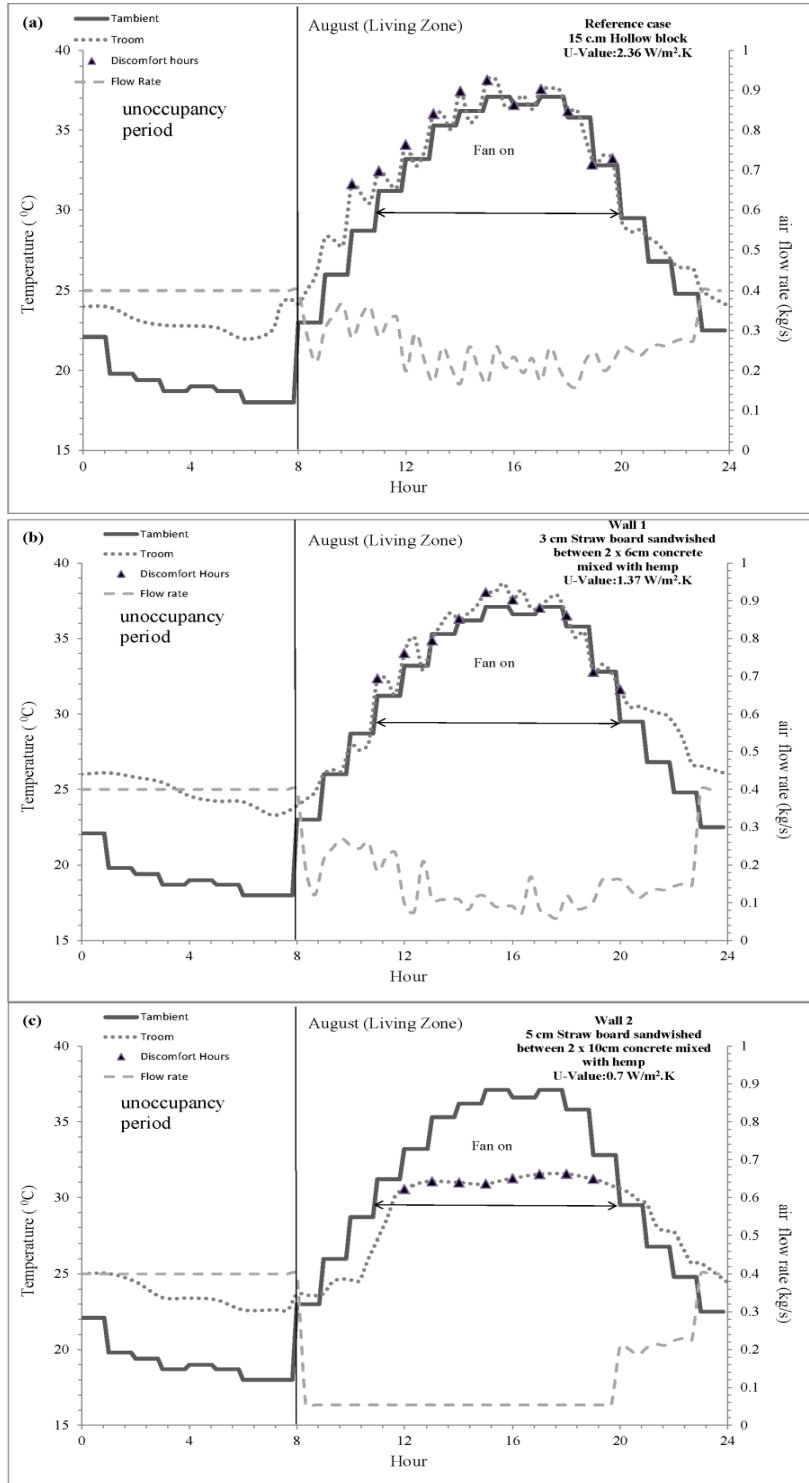 (a)
Tambient
Troom
Discomfort hours
Flow Rate
unoccupancy
period
August (Living Zone)
Reference case
15 c.m Hollow block
U-Value:2.36 W/m².K
Fan on
Temperature ( ⁰C)
40
35
30
25
20
15
0 4 8 12 16 20 24
Hour
1
0.9
0.8
0.7
0.6
0.5
0.4
0.3
0.2
0.1
0
air flow rate (kg/s)
(b)
Tambient
Troom
Discomfort Hours
Flow rate
unoccupancy
period
August (Living Zone)
Wall 1
3 cm Straw board sandwished
between 2 x 6cm concrete
mixed with hemp
U-Value:1.37 W/m².K
Fan on
Temperature ( ⁰C)
40
35
30
25
20
15
0 4 8 12 16 20 24
Hour
1
0.9
0.8
0.7
0.6
0.5
0.4
0.3
0.2
0.1
0
air flow rate (kg/s)
(c)
Tambient
Troom
Discomfort Hours
Flow rate
unoccupancy
period
August (Living Zone)
Wall 2
5 cm Straw board sandwished
between 2 x 10cm concrete mixed
with hemp
U-Value:0.7 W/m².K
Fan on
Temperature ( ⁰C)
40
35
30
25
20
15
0 4 8 12 16 20 24
Hour
1
0.9
0.8
0.7
0.6
0.5
0.4
0.3
0.2
0.1
0
air flow rate (kg/s)